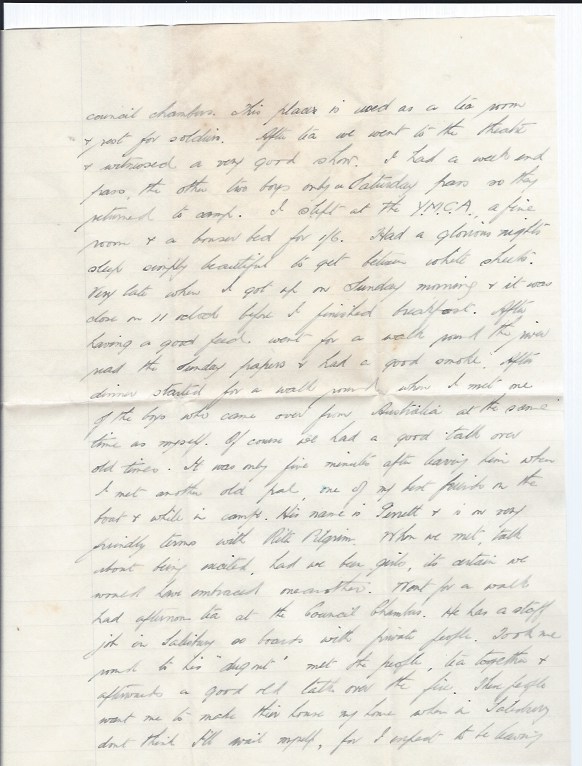 council chambers. This place is used as a tea room
& rest for soldiers. After tea we went to the theatre
& witnessed a very good show. I had a week end
pass, the other two boys only a Saturday pass so they
returned to camp. I slept at the Y.M.C.A., a fine
room & a bonser bed for 1/6. Had a glorious nights
sleep simply beautiful to get between white sheets.
Very late when I got up on Sunday morning & it was
close on 11 oclock before I finished breakfast. After
having a good feed went for a walk round the river
read the Sunday papers & had a good smoke. After
dinner started for a walk round when I met one
of the boys who came over from Australia at the same
time as myself. Of course we had a good talk over
old times. It was only five minutes after leaving him when
I met another old pal, one of my best friends on the
boat & while in camp. His name is Perrett & is on very
friendly terms with Rita Pilgrim. When we met, talk
about being excited, had we been girls, its certain we
would have embraced oneanother. Went for a walk
had afternoon tea at the Council Chambers. He has a staff
job in Salisbury so boards with private people. Took me
round to his "dugout" met the people, tea together &
afterwards a good old talk over the fire. These people
want me to make their house my home when in Salisbury
dont think I'll avail myself, for I expect to be leaving